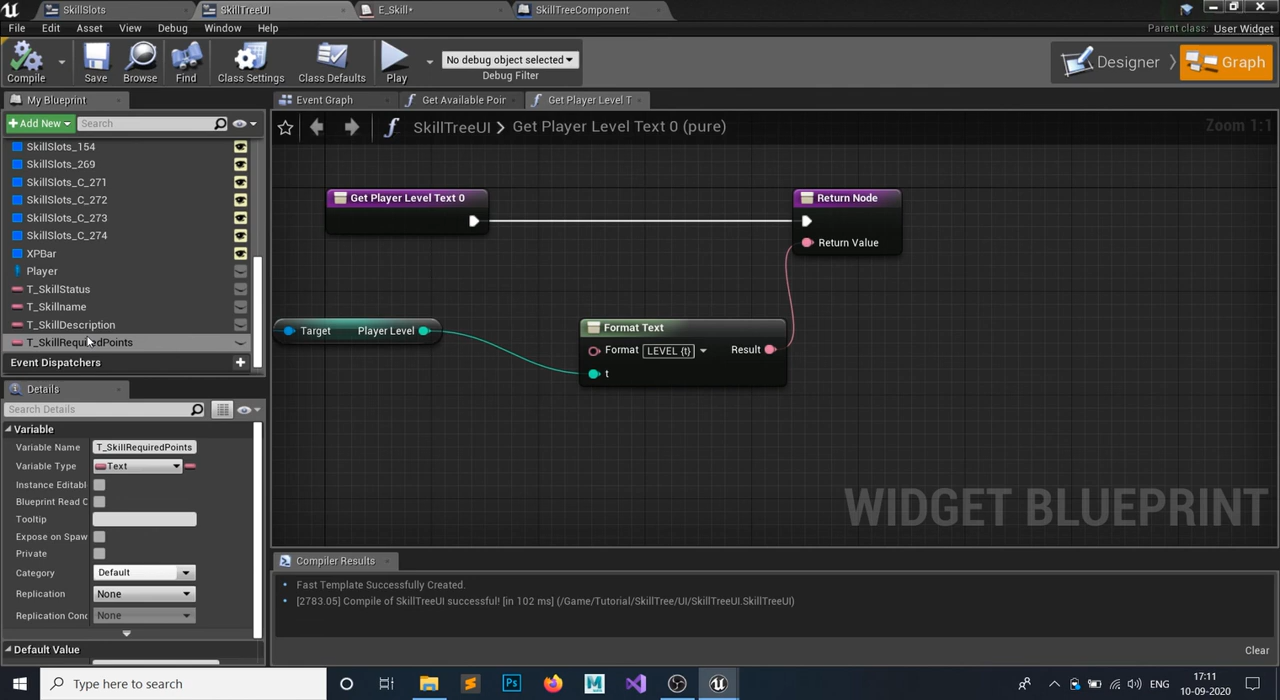 SkillSlots
SkillTreeUI
E_Skill•
SkillTreeComponent
File Edit Asset View Debug Window Help
Parent class: User Widget
Compile
Save
Browse
Find
Class Settings
Class Defaults
Play
No debug object selected
Debug Filter
Designer
Graph
My Blueprint
Event Graph
Get Available Poir
Get Player Level T
Add New
Search
SkillTreeUI > Get Player Level Text 0 (pure)
Zoom 1:1
SkillSlots_154
SkillSlots_269
SkillSlots_C_271
SkillSlots_C_272
SkillSlots_C_273
SkillSlots_C_274
XPBar
Player
T_SkillStatus
T_Skillname
T_SkillDescription
T_SkillRequiredPoints
Event Dispatchers
Get Player Level Text 0
Return Node
Return Value
Target
Player Level
Format Text
Format LEVEL {t}
Result
t
WIDGET BLUEPRINT
Details
Search Details
Variable
Variable Name T_SkillRequiredPoints
Variable Type Text
Instance Editabl
Blueprint Read C
Tooltip
Expose on Spaw
Private
Category Default
Replication None
Replication Conc None
Default Value
Compiler Results
Fast Template Successfully Created.
[2783.05] Compile of SkillTreeUI successful! [in 102 ms] (/Game/Tutorial/SkillTree/UI/SkillTreeUI.SkillTreeUI)
Clear
Type here to search
Ps
ENG
17:11
10-09-2020